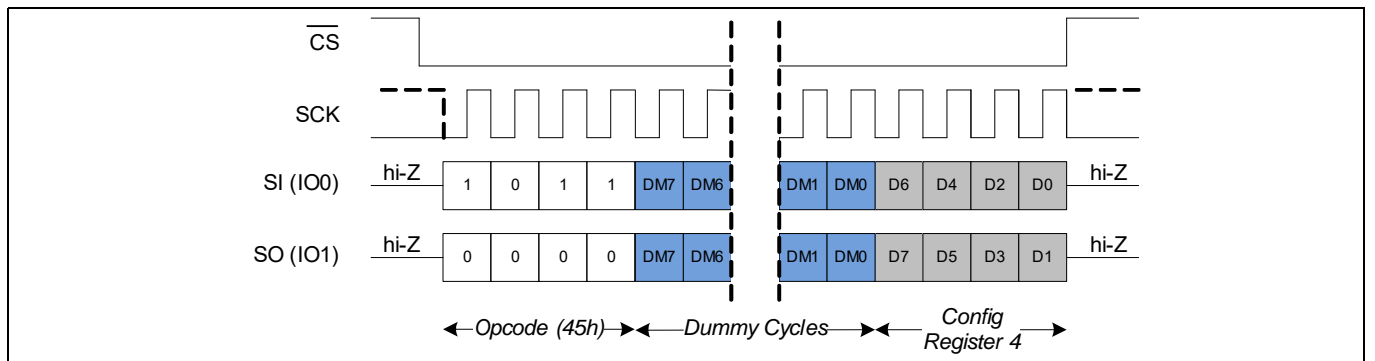 CS
SCK
SI (IO0) hi-Z 1 0 1 1 DM7 DM6 DM1 DM0 D6 D4 D2 D0 hi-Z
SO (IO1) hi-Z 0 0 0 0 DM7 DM6 DM1 DM0 D7 D5 D3 D1 hi-Z
Opcode (45h) Dummy Cycles Config
Register 4